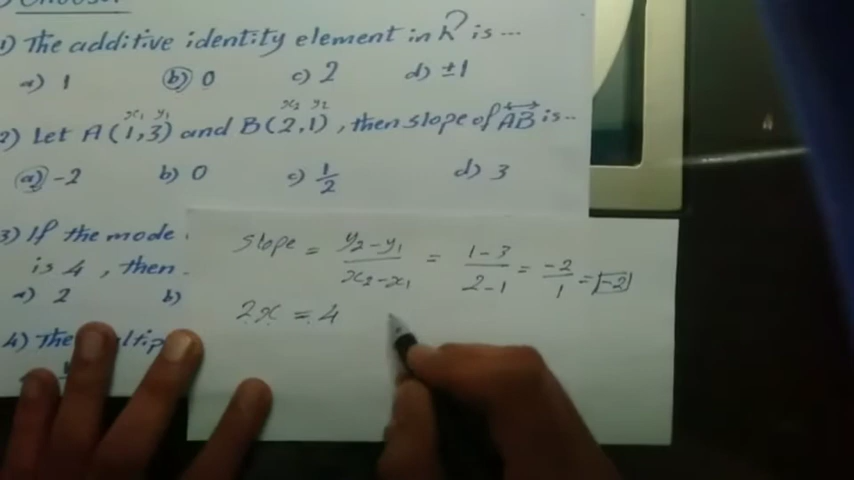 1) The additive identity element in R is ...
a) 1 b) 0 c) 2 d) ±1
x₁ y₁ x₂ y₂
2) Let A(1,3) and B(2,1), then slope of AB is ..
a) -2 b) 0 c) 1/2 d) 3
3) If the mode
is 4, then
a) 2 b)
4) The
slope = y₂-y₁/x₂-x₁ = 1-3/2-1 = -2/1 = -2
2x = 4